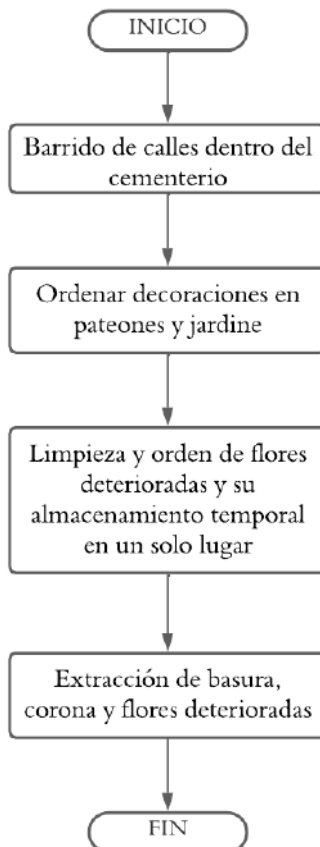 INICIO
Barrido de calles dentro del
cementerio
Ordenar decoraciones en
pateones y jardine
Limpieza y orden de flores
deterioradas y su
almacenamiento temporal
en un solo lugar
Extracción de basura,
corona y flores deterioradas
FIN